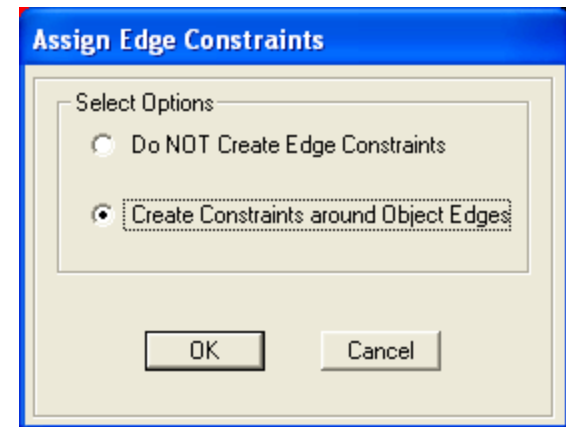 Assign Edge Constraints
Select Options
Do NOT Create Edge Constraints
Create Constraints around Object Edges
OK
Cancel